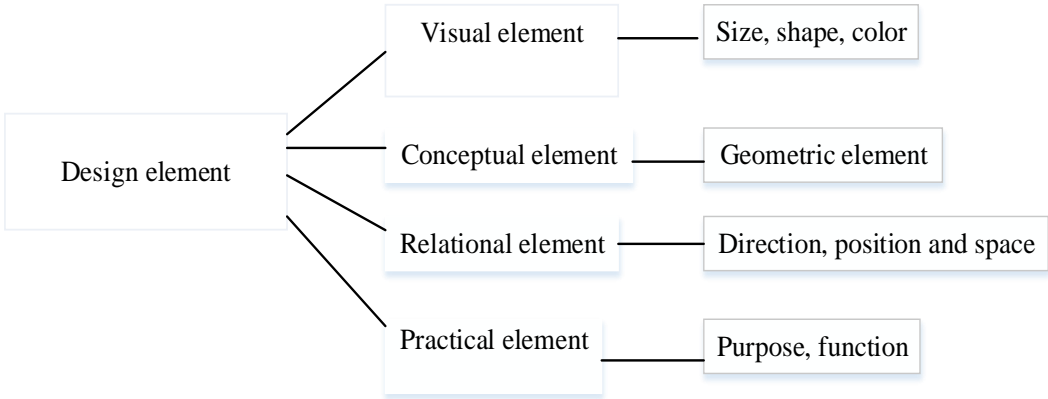 Design element
Visual element
Size, shape, color
Conceptual element
Geometric element
Relational element
Direction, position and space
Practical element
Purpose, function